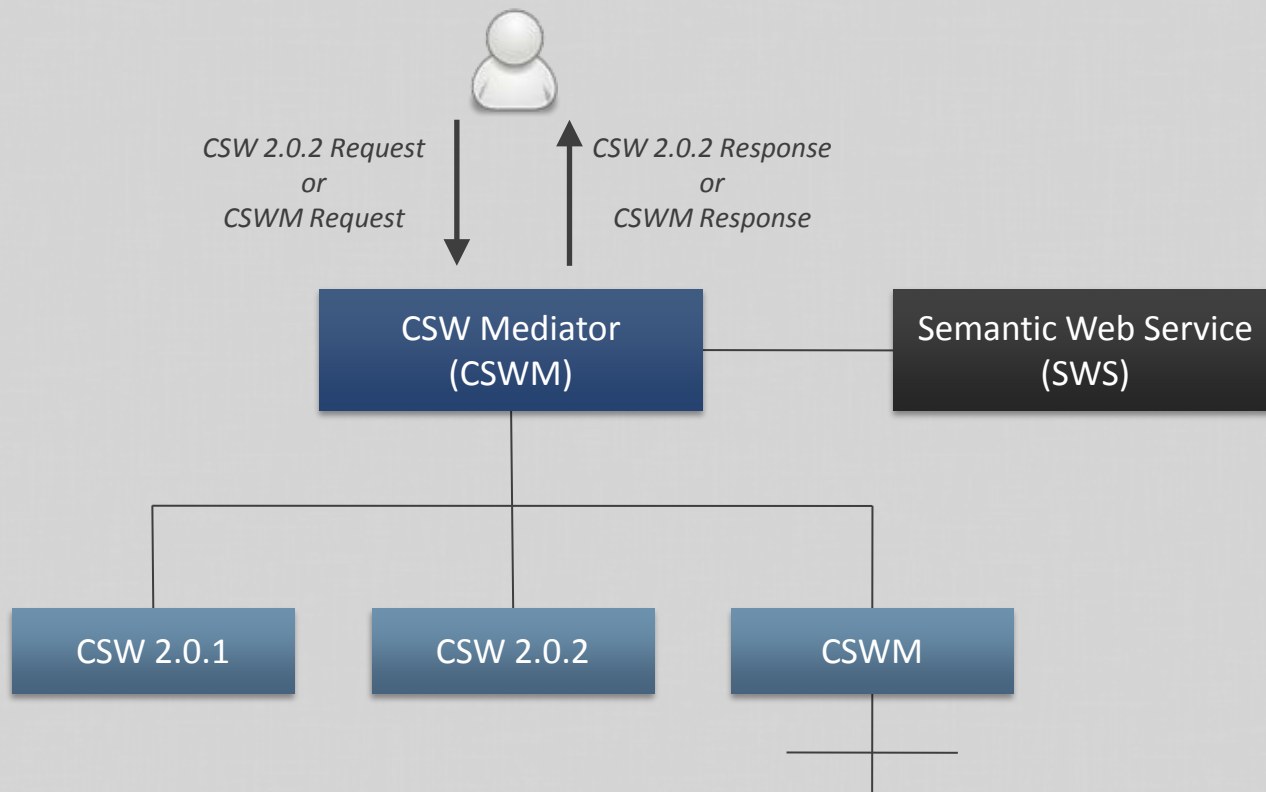 CSW 2.0.2 Request
or
CSWM Request
CSW 2.0.2 Response
or
CSWM Response
CSW Mediator
(CSWM)
Semantic Web Service
(SWS)
CSW 2.0.1
CSW 2.0.2
CSWM